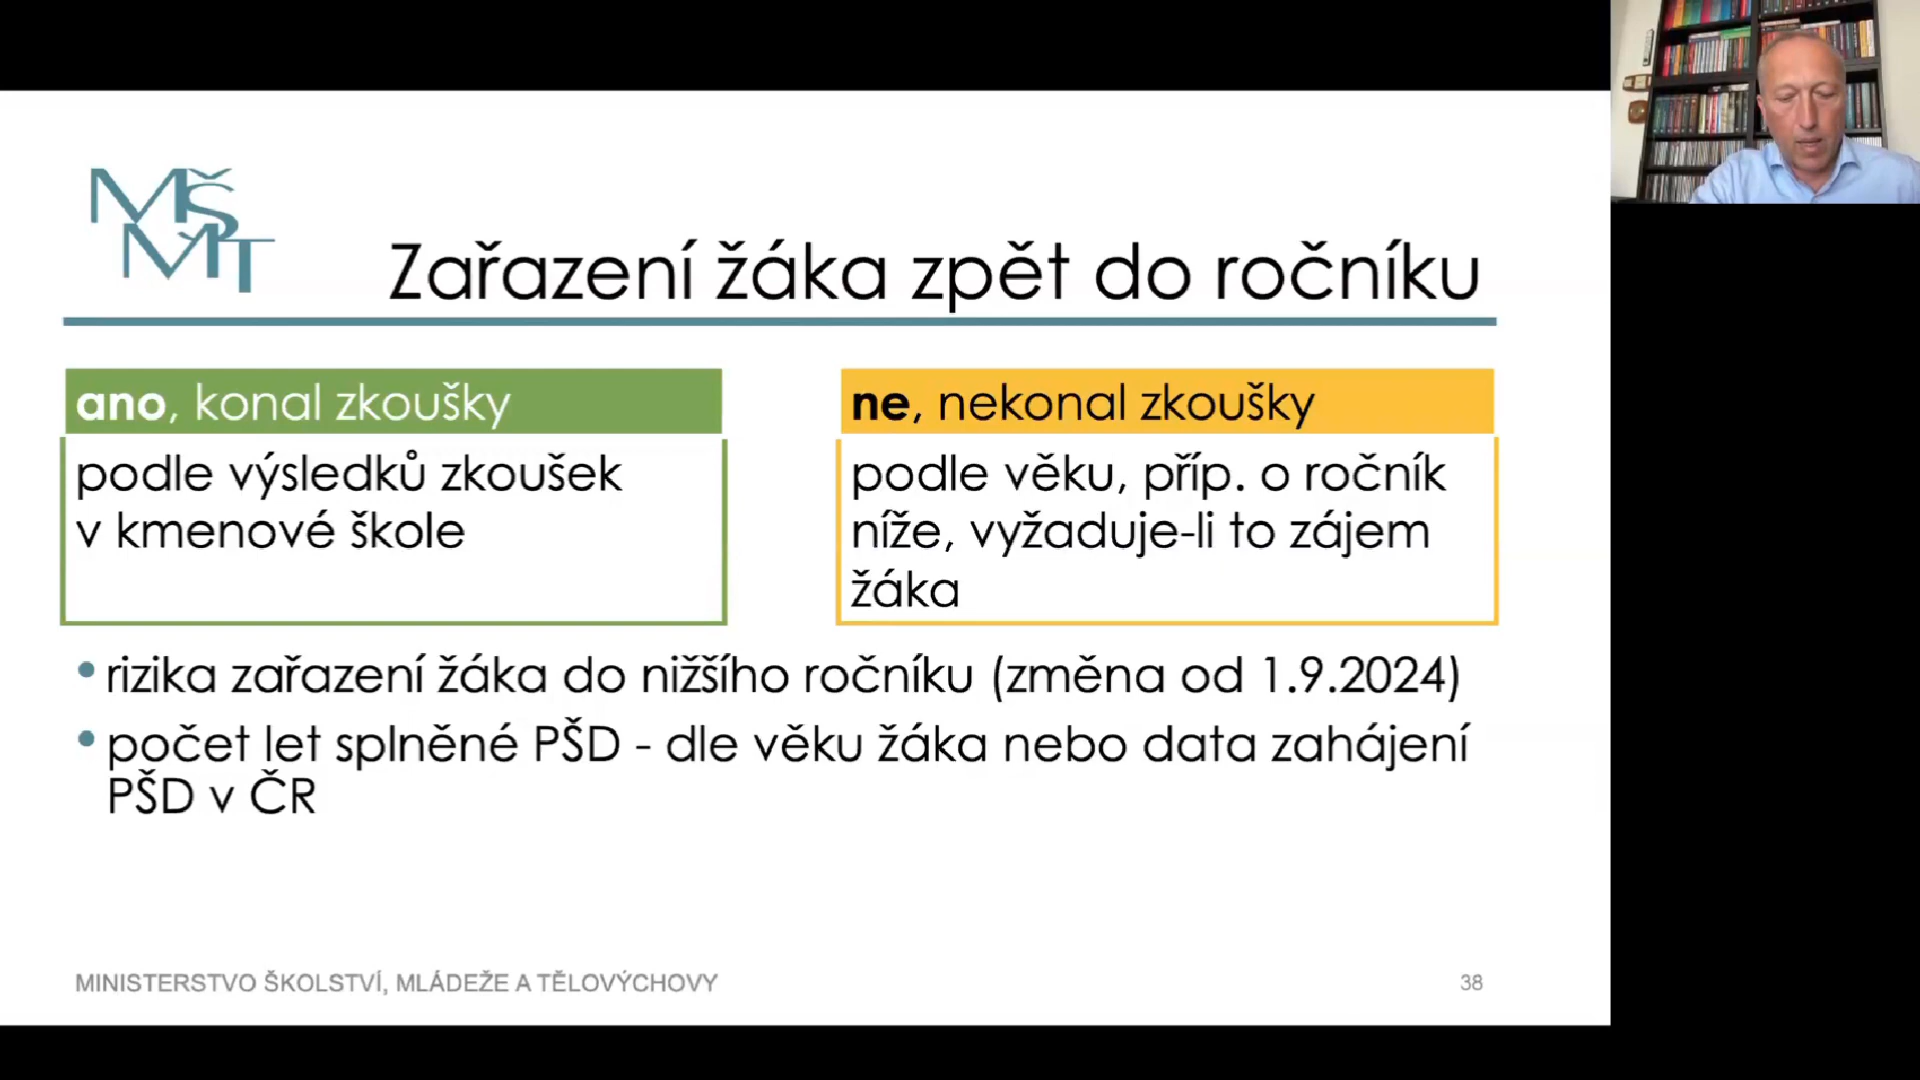 MŠ
MT
Zařazení žáka zpět do ročníku
ano, konal zkoušky
podle výsledků zkoušek
v kmenové škole
ne, nekonal zkoušky
podle věku, příp. o ročník
níže, vyžaduje-li to zájem
žáka
• rizika zařazení žáka do nižšího ročníku (změna od 1.9.2024)
• počet let splněné PŠD - dle věku žáka nebo data zahájení
PŠD v ČR
MINISTERSTVO ŠKOLSTVÍ, MLÁDEŽE A TĚLOVÝCHOVY
38